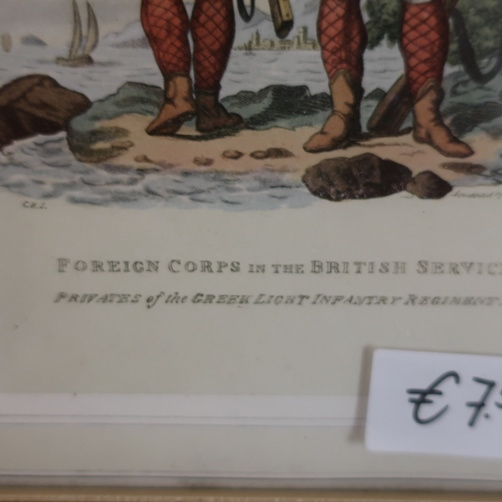 C.H.S.
FOREIGN CORPS IN THE BRITISH SERVIC
PRIVATES of the GREEK LIGHT INFANTRY REGIMENT.
£7